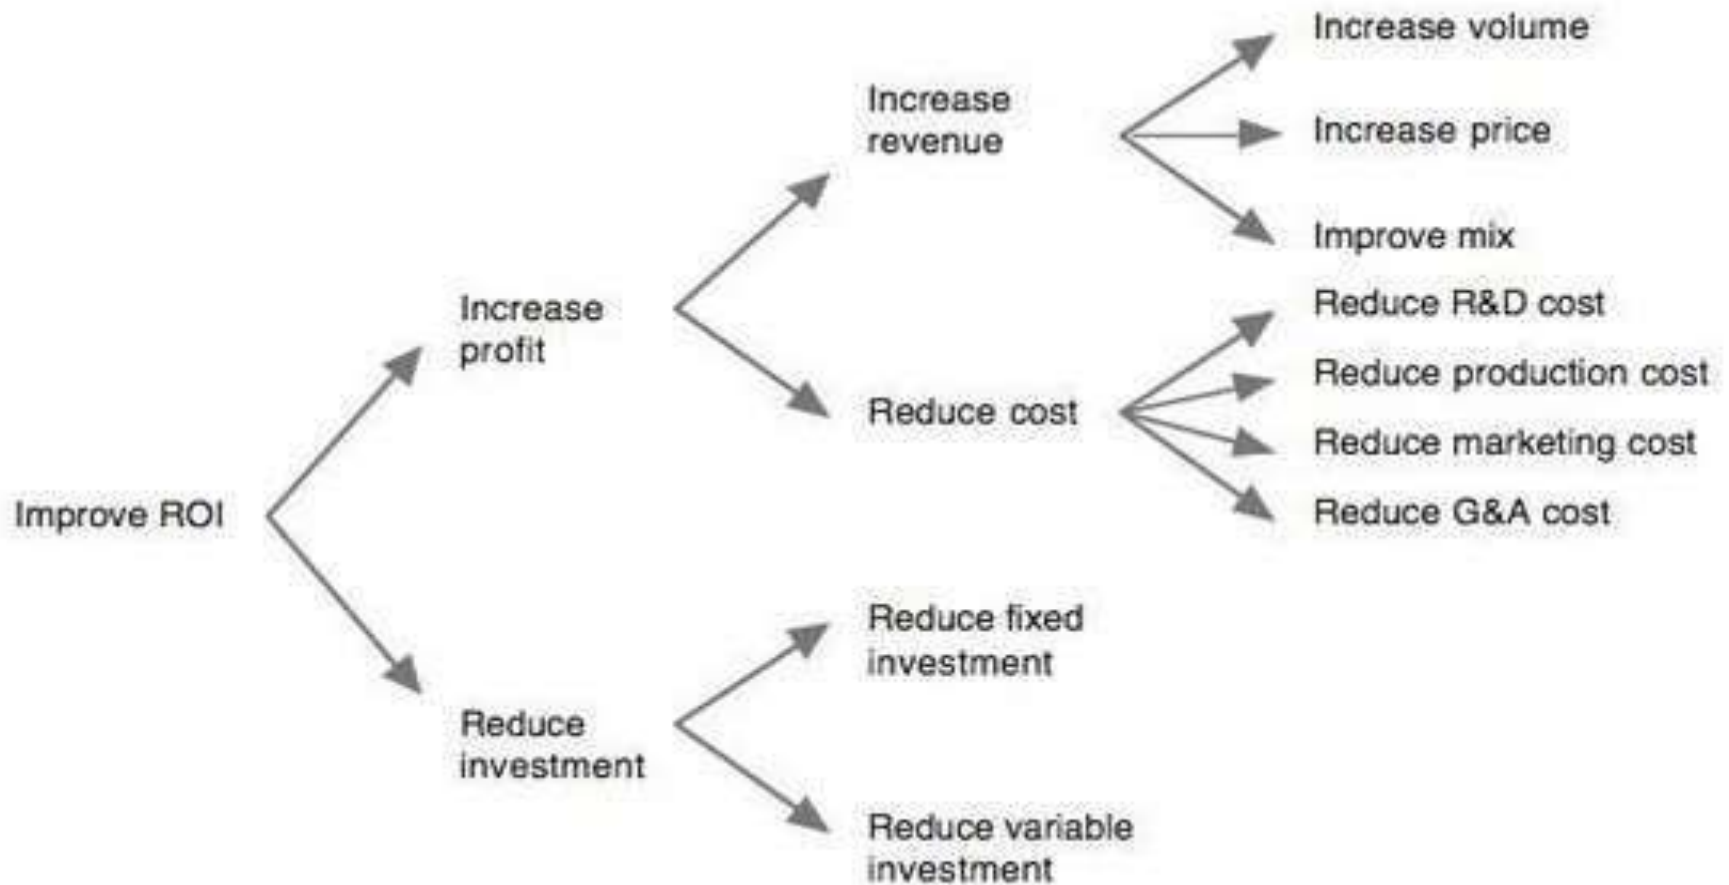 Improve ROI
Increase
profit
Reduce
investment
Increase
revenue
Reduce cost
Reduce fixed
investment
Reduce variable
investment
Increase volume
Increase price
Improve mix
Reduce R&D cost
Reduce production cost
Reduce marketing cost
Reduce G&A cost